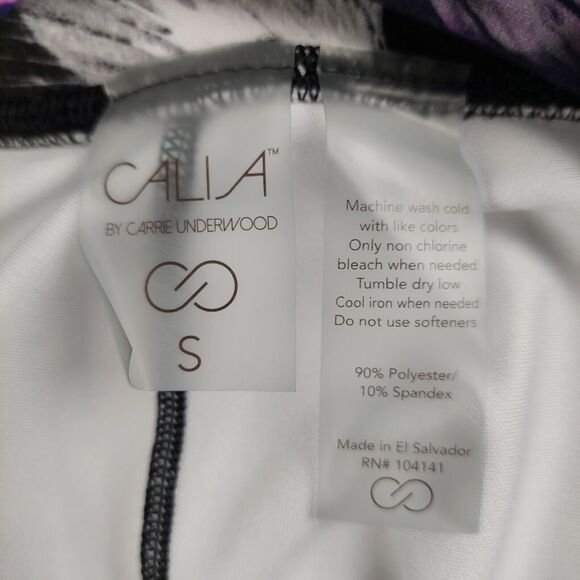 CALIA™
BY CARRIE UNDERWOOD
S
Machine wash cold
with like colors
Only non chlorine
bleach when needed
Tumble dry low
Cool iron when needed
Do not use softeners
90% Polyester/
10% Spandex
Made in El Salvador
RN# 104141